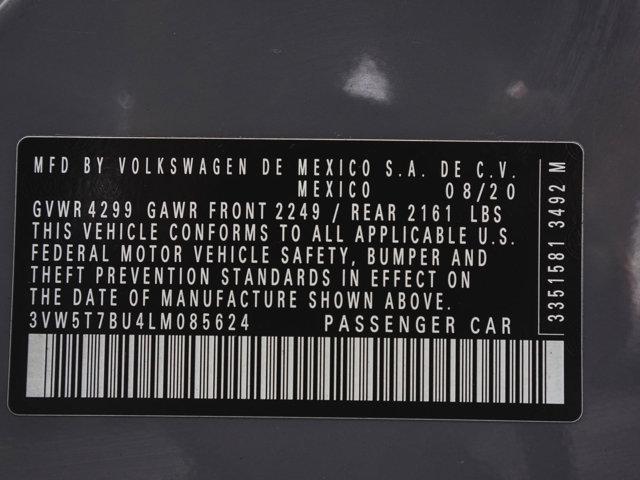 MFD BY VOLKSWAGEN DE MEXICO S.A. DE C.V.
MEXICO 08/20
GVWR 4299 GAWR FRONT 2249 / REAR 2161 LBS
THIS VEHICLE CONFORMS TO ALL APPLICABLE U.S.
FEDERAL MOTOR VEHICLE SAFETY, BUMPER AND
THEFT PREVENTION STANDARDS IN EFFECT ON
THE DATE OF MANUFACTURE SHOWN ABOVE.
3VW5T7BU4LM085624 PASSENGER CAR
3351581 3492 M